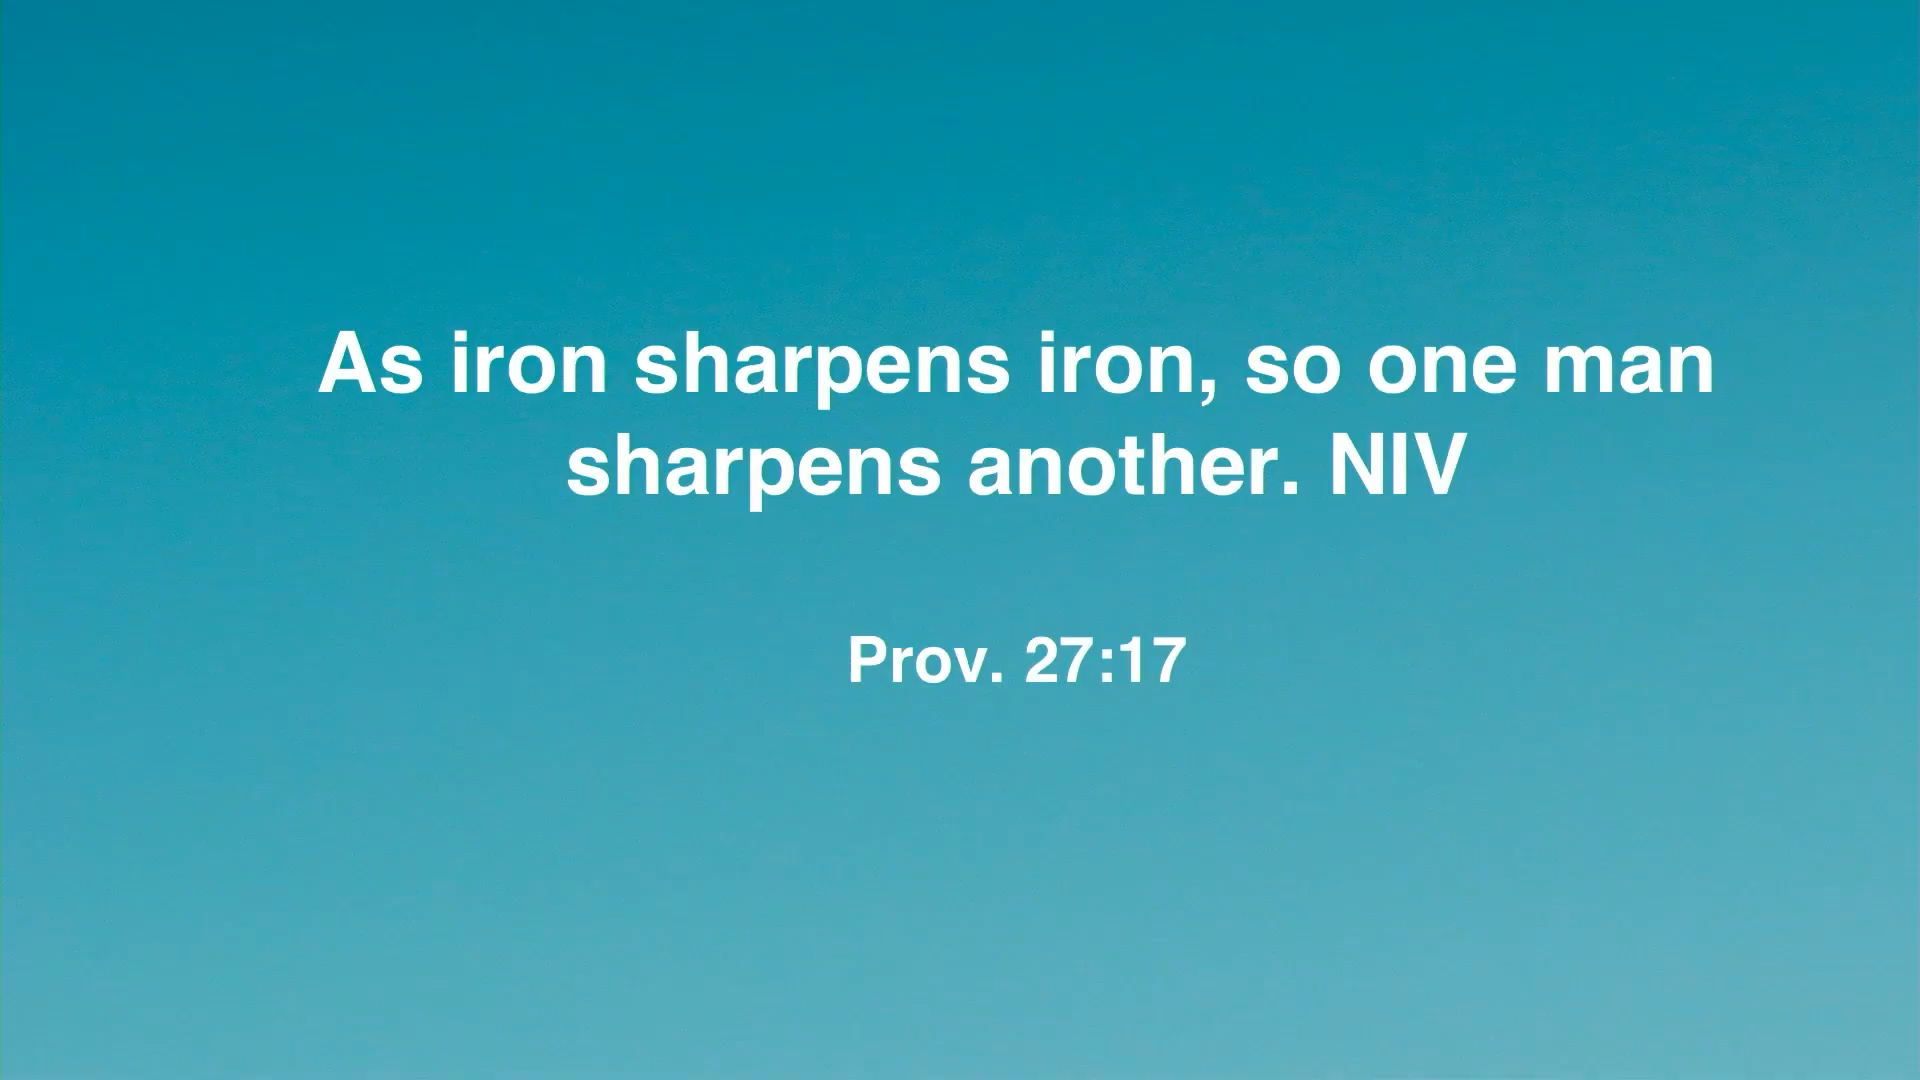 As iron sharpens iron, so one man
sharpens another. NIV
Prov. 27:17